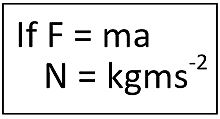 If F = ma
N = kgms⁻²